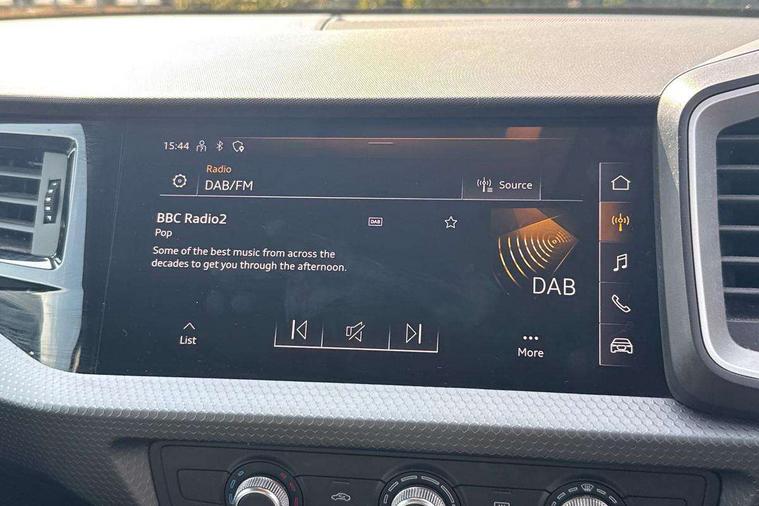 15:44
Radio
DAB/FM
Source
BBC Radio2
DAB
Pop
Some of the best music from across the
decades to get you through the afternoon.
DAB
List
More